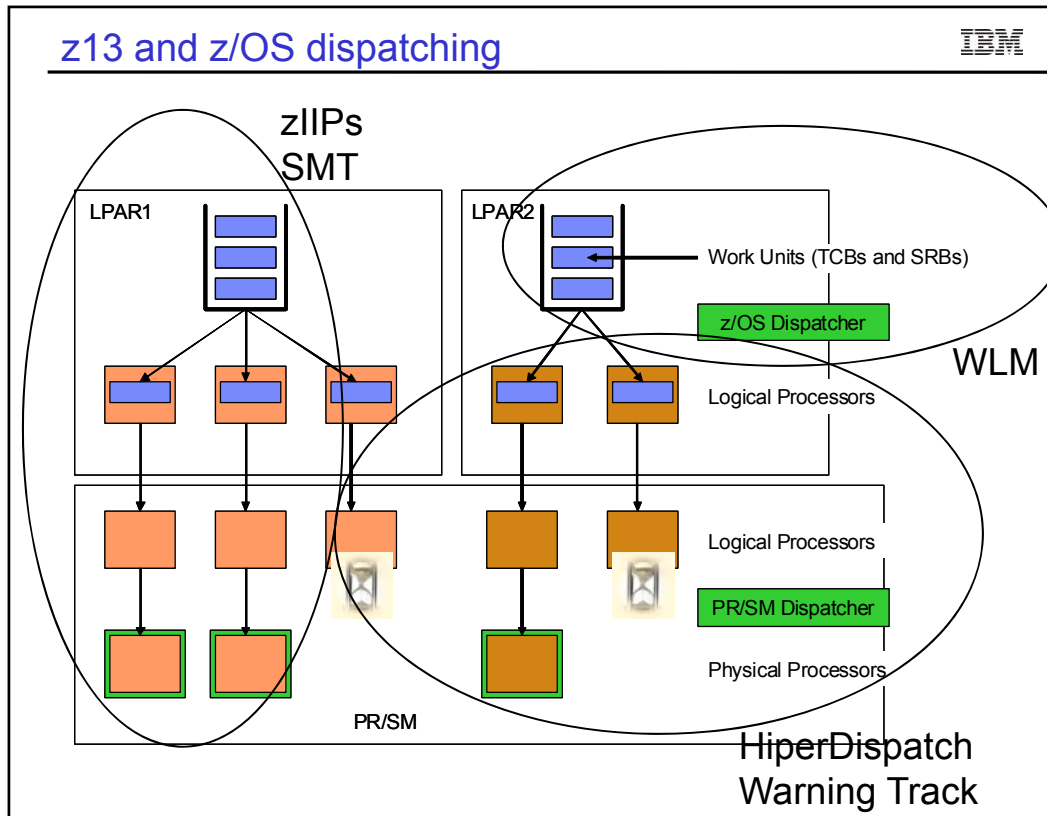 z13 and z/OS dispatching
IBM
zIIPs
SMT
LPAR1
LPAR2
Work Units (TCBs and SRBs)
z/OS Dispatcher
WLM
Logical Processors
Logical Processors
PR/SM Dispatcher
Physical Processors
PR/SM
HiperDispatch
Warning Track